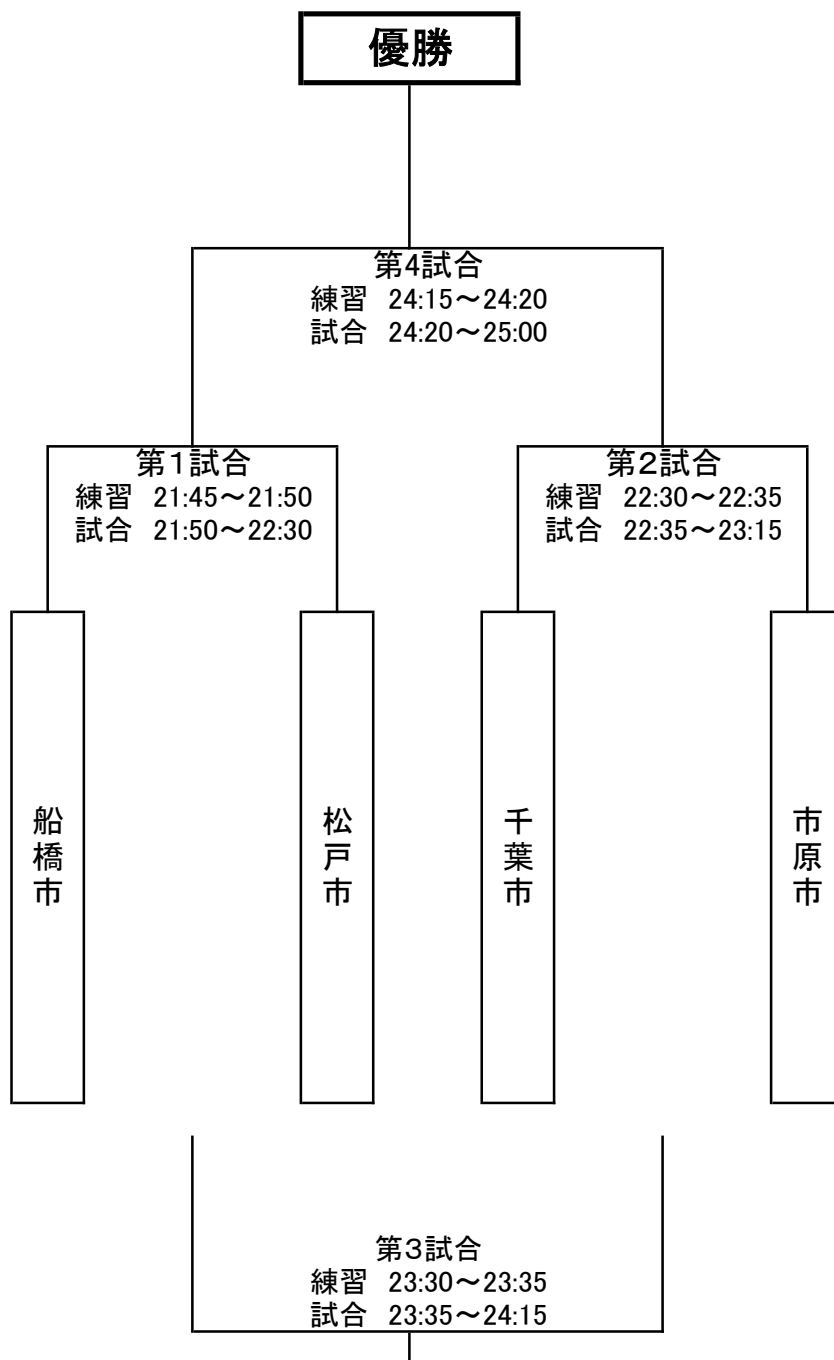 優勝
第4試合
練習 24:15～24:20
試合 24:20～25:00
第1試合
練習 21:45～21:50
試合 21:50～22:30
第2試合
練習 22:30～22:35
試合 22:35～23:15
船橋市
松戸市
千葉市
市原市
第3試合
練習 23:30～23:35
試合 23:35～24:15